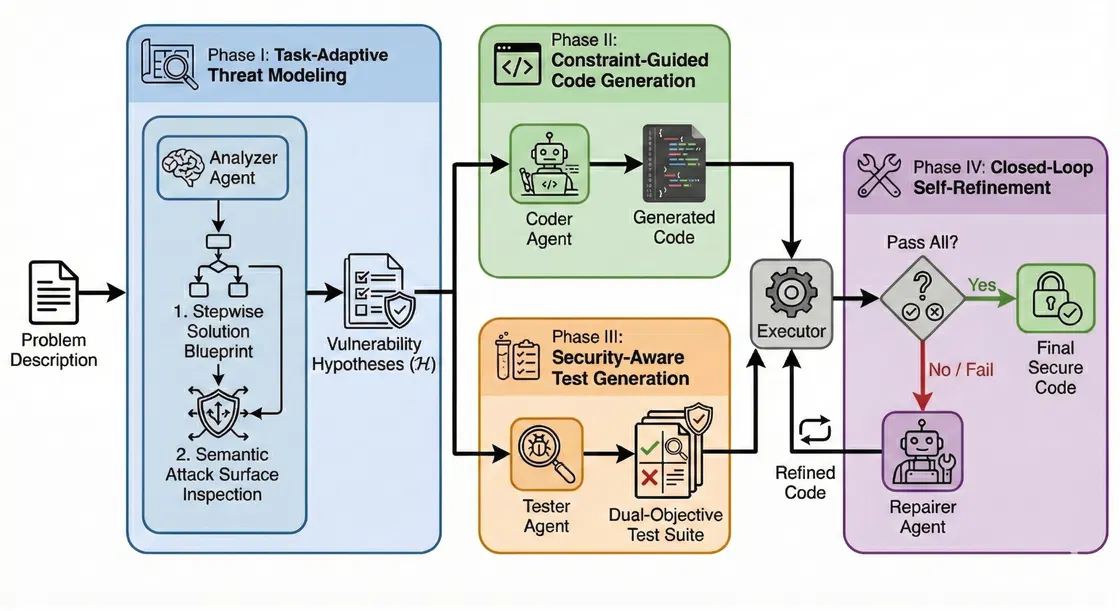 Phase I: Task-Adaptive
Threat Modeling
Analyzer
Agent
1. Stepwise
Solution
Blueprint
2. Semantic
Attack Surface
Inspection
Problem
Description
Vulnerability
Hypotheses (ℋ)
Phase II:
Constraint-Guided
Code Generation
</>
Coder
Agent
Generated
Code
Phase III:
Security-Aware
Test Generation
Tester
Agent
Dual-Objective
Test Suite
Executor
Phase IV: Closed-Loop
Self-Refinement
Pass All?
?
Yes
No / Fail
Final
Secure
Code
Refined
Code
Repairer
Agent